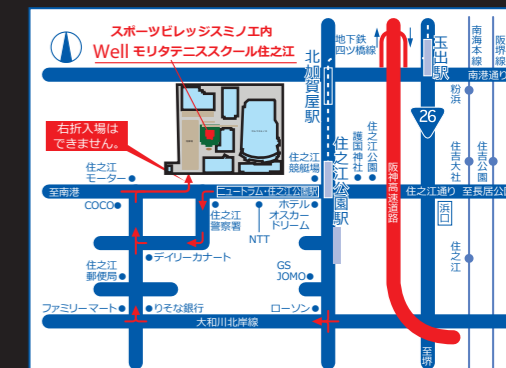 スポーツビレッジスミノエ内
Well モリタテニススクール住之江
地下鉄
四ツ橋線
北加賀屋駅
玉出駅
南海本線
阪堺線
南港通り
粉浜
26
右折入場は
できません。
住之江
モーター
住之江
競艇場
住之江公園駅
護国神社
住之江公園
阪神高速道路
住吉大社
住吉公園
至南港
ニュートラム・住之江公園駅
住之江通り
至長居公園
COCO
住之江
警察署
NTT
ホテル
オスカー
ドリーム
浜口
住之江
デイリーカナート
住之江
郵便局
GS
JOMO
ファミリーマート
りそな銀行
ローソン
大和川北岸線
至堺